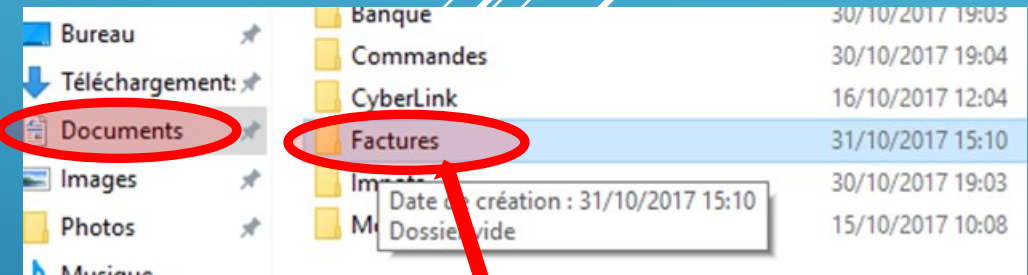 Bureau
Téléchargement
Documents
Images
Photos
Musique
Banque 30/10/2017 19:03
Commandes 30/10/2017 19:04
CyberLink 16/10/2017 12:04
Factures 31/10/2017 15:10
30/10/2017 19:03
15/10/2017 10:08
Date de création : 31/10/2017 15:10
Dossier vide